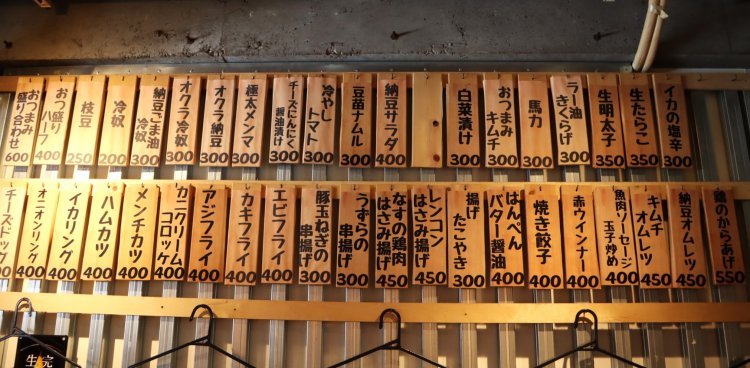 イカの塩辛
300
生たらこ
350
生明太子
350
ラー油
きくらげ
300
馬力
300
おつまみ
キムチ
300
白菜漬け
300
納豆サラダ
400
豆苗ナムル
300
冷やし
トマト
300
チーズにんにく
醤油漬け
300
極太メンマ
300
オクラ納豆
300
オクラ冷奴
300
納豆ごま油
冷奴
300
冷奴
200
枝豆
250
おつ盛り
ハーフ
400
おつまみ
盛り合わせ
600
鶏のからあげ
550
納豆オムレツ
450
キムチ
オムレツ
450
魚肉ソーセージ
玉子炒め
400
赤ウインナー
400
焼き餃子
400
はんぺん
バター醤油
400
揚げ
たこやき
300
レンコン
はさみ揚げ
450
なすの鶏肉
はさみ揚げ
450
うずらの
串揚げ
300
豚玉ねぎの
串揚げ
300
エビフライ
400
カキフライ
400
アジフライ
400
カニクリーム
コロッケ
400
メンチカツ
400
ハムカツ
400
イカリング
400
オニオンリング
400
チーズドッグ